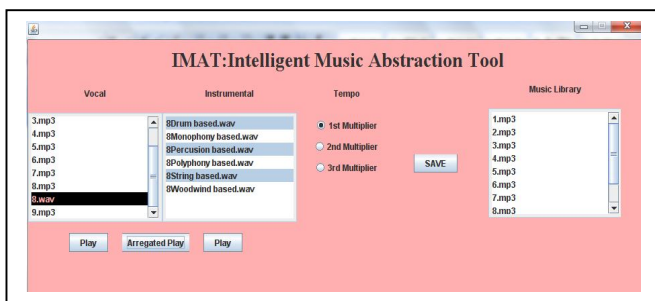 IMAT:Intelligent Music Abstraction Tool
Vocal
Instrumental
Tempo
Music Library
3.mp3
4.mp3
5.mp3
6.mp3
7.mp3
8.mp3
8.wav
9.mp3
8Drum based.wav
8Monophony based.wav
8Percusion based.wav
8Polyphony based.wav
8String based.wav
8Woodwind based.wav
1st Multiplier
2nd Multiplier
3rd Multiplier
SAVE
1.mp3
2.mp3
3.mp3
4.mp3
5.mp3
6.mp3
7.mp3
8.mp3
Play
Arregated Play
Play